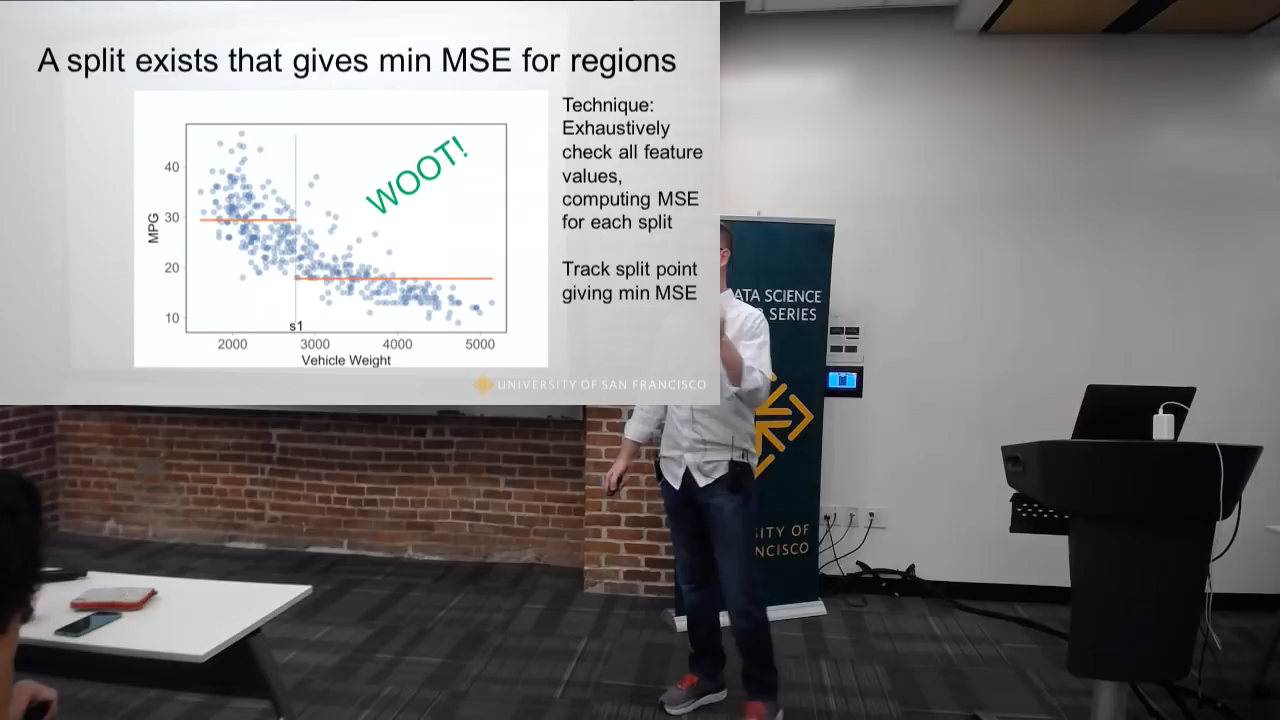 A split exists that gives min MSE for regions
Technique:
Exhaustively
check all feature
values,
computing MSE
for each split
Track split point
giving min MSE
WOOT!
MPG
40
30
20
10
s1
2000
3000
4000
5000
Vehicle Weight
UNIVERSITY OF SAN FRANCISCO
ATA SCIENCE
SERIES
SITY OF
NCISCO